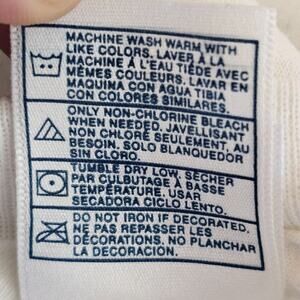 MACHINE WASH WARM WITH
LIKE COLORS. LAVER À LA
MACHINE À L'EAU TIÈDE AVEC
MÊMES COULEURS. LAVAR EN
MAQUINA CON AGUA TIBIA
CON COLORES SIMILARES.
ONLY NON-CHLORINE BLEACH
WHEN NEEDED. JAVELLISANT
NON CHLORÉ SEULEMENT, AU
BESOIN. SOLO BLANQUEDOR
SIN CLORO.
TUMBLE DRY LOW. SÉCHER
PAR CULBUTAGE À BASSE
TEMPÉRATURE. USAR
SECADORA CICLO LENTO.
DO NOT IRON IF DECORATED.
NE PAS REPASSER LES
DÉCORATIONS. NO PLANCHAR
LA DECORACION.